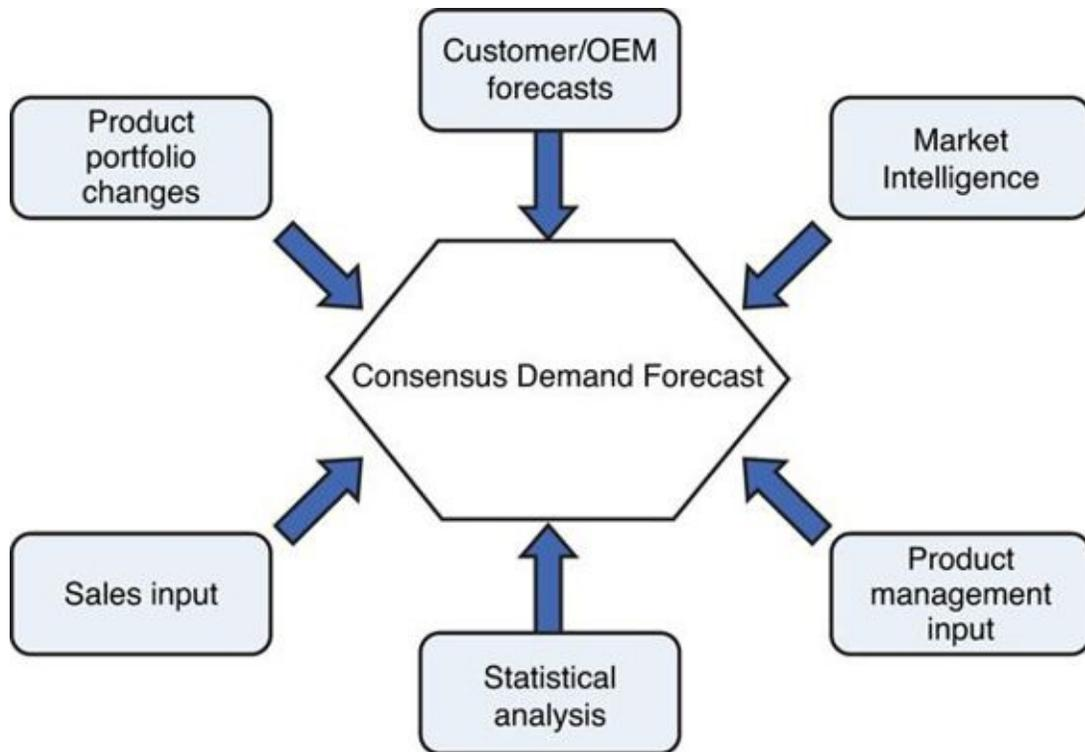 Customer/OEM
forecasts
Product
portfolio
changes
Market
Intelligence
Consensus Demand Forecast
Sales input
Product
management
input
Statistical
analysis